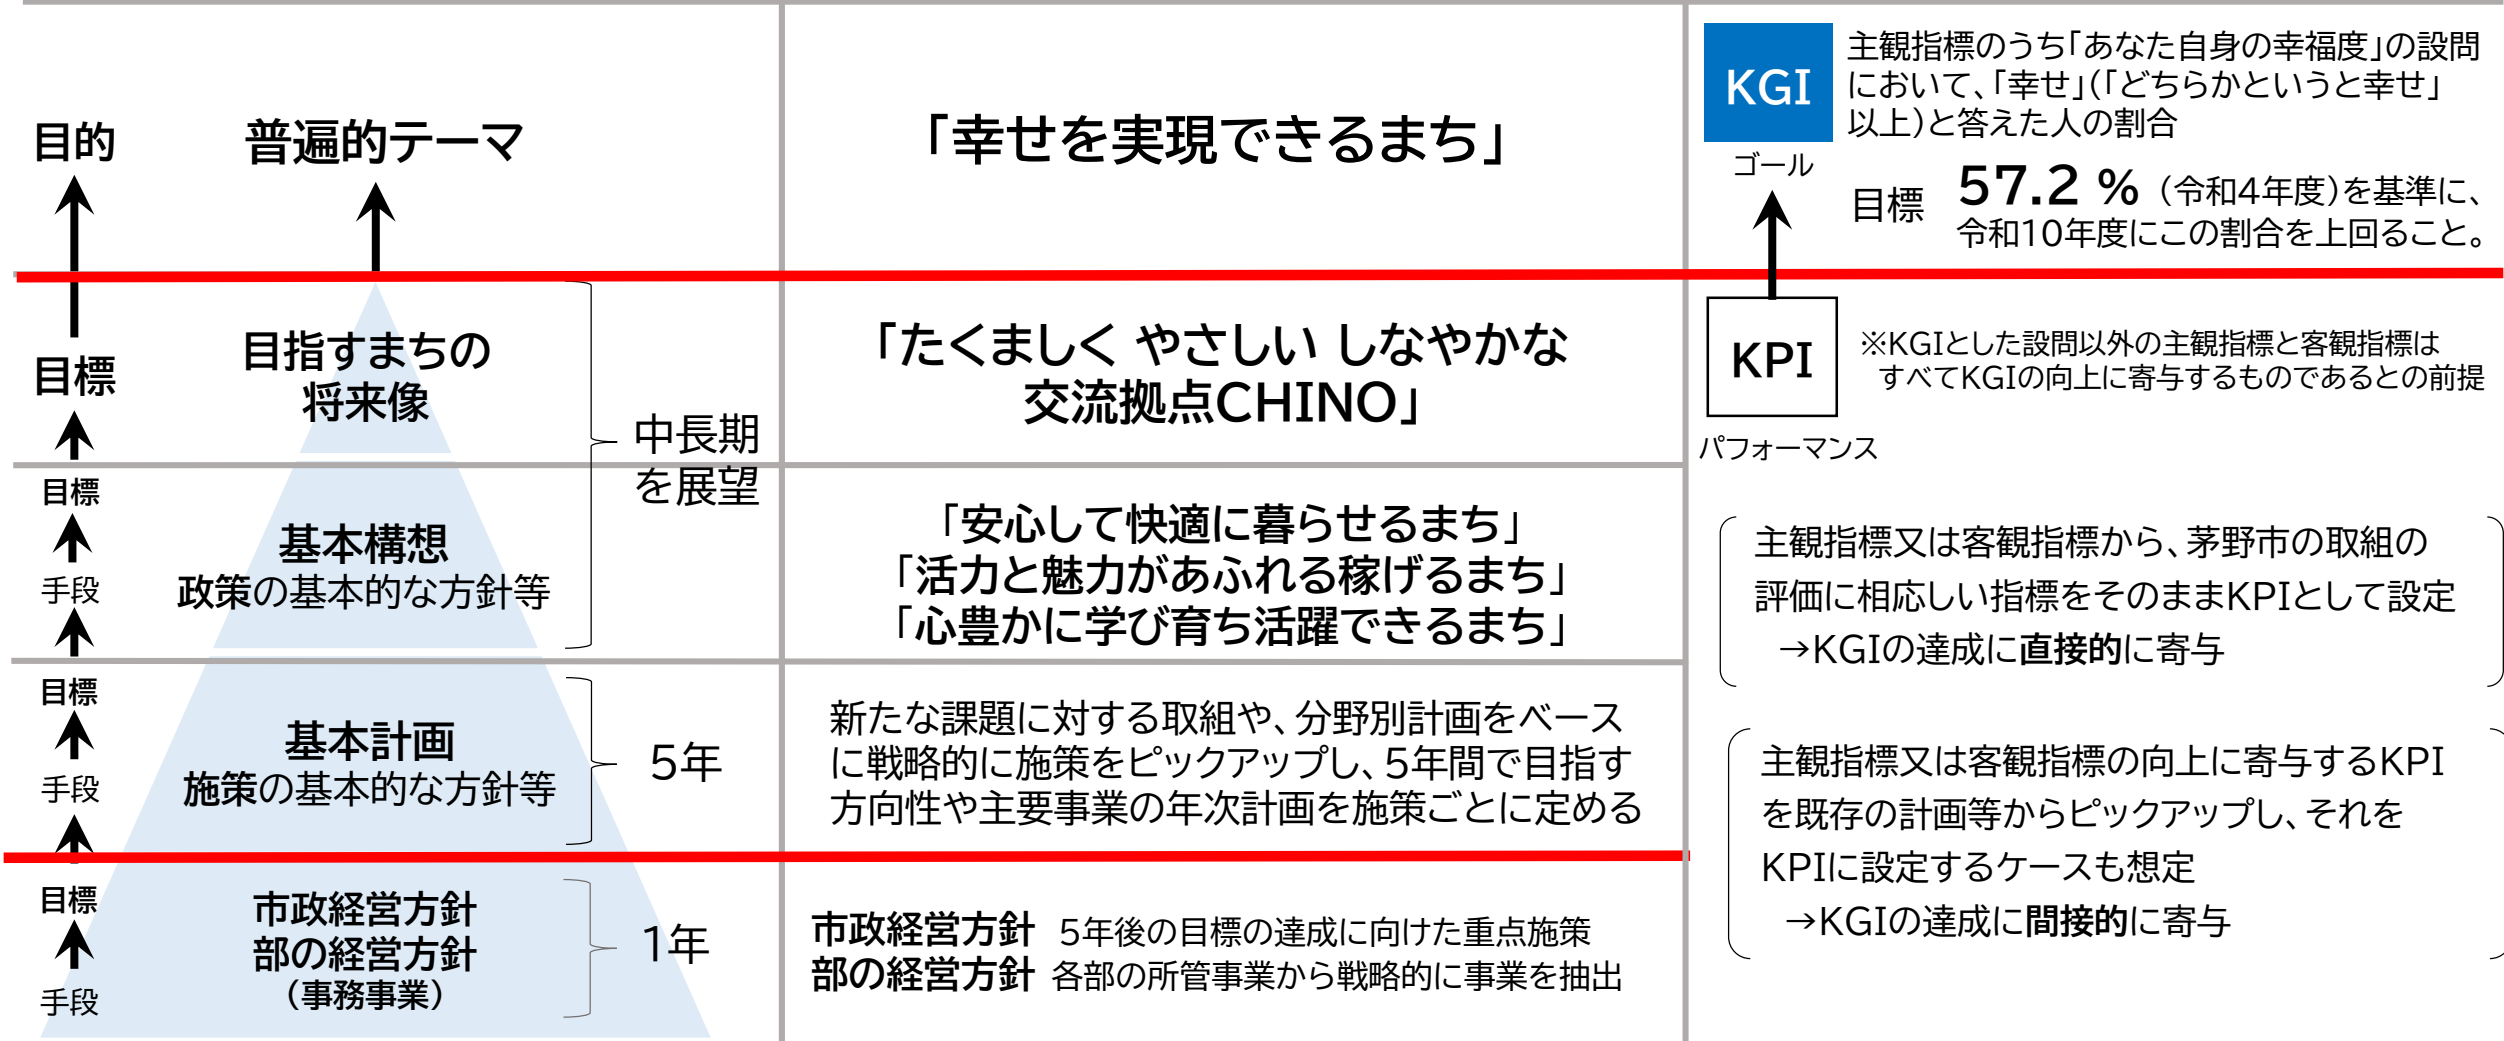 目的
普遍的テーマ
「幸せを実現できるまち」
KGI
ゴール
主観指標のうち「あなた自身の幸福度」の設問
において、「幸せ」(「どちらかというと幸せ」
以上)と答えた人の割合
目標
57.2 % (令和4年度)を基準に、
令和10年度にこの割合を上回ること。
目標
目指すまちの
将来像
中長期
を展望
「たくましく やさしい しなやかな
交流拠点CHINO」
KPI
パフォーマンス
※KGIとした設問以外の主観指標と客観指標は
すべてKGIの向上に寄与するものであるとの前提
目標
手段
基本構想
政策の基本的な方針等
「安心して快適に暮らせるまち」
「活力と魅力があふれる稼げるまち」
「心豊かに学び育ち活躍できるまち」
主観指標又は客観指標から、茅野市の取組の
評価に相応しい指標をそのままKPIとして設定
→KGIの達成に直接的に寄与
目標
手段
基本計画
施策の基本的な方針等
5年
新たな課題に対する取組や、分野別計画をベース
に戦略的に施策をピックアップし、5年間で目指す
方向性や主要事業の年次計画を施策ごとに定める
主観指標又は客観指標の向上に寄与するKPI
を既存の計画等からピックアップし、それを
KPIに設定するケースも想定
→KGIの達成に間接的に寄与
目標
手段
市政経営方針
部の経営方針
(事務事業)
1年
市政経営方針 5年後の目標の達成に向けた重点施策
部の経営方針 各部の所管事業から戦略的に事業を抽出